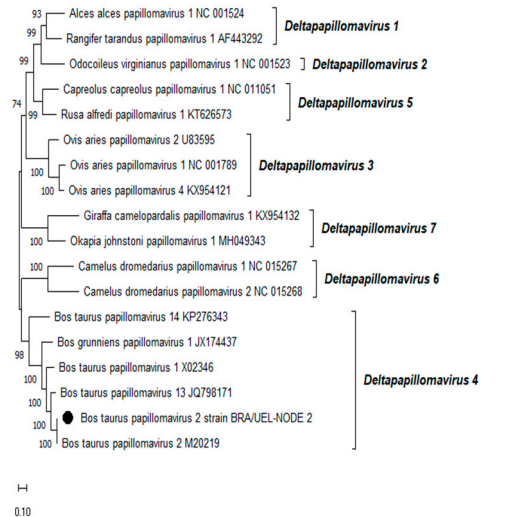 93 Alces alces papillomavirus 1 NC 001524
Deltapapillomavirus 1
99 Rangifer tarandus papillomavirus 1 AF443292
99 Odocoileus virginianus papillomavirus 1 NC 001523
Deltapapillomavirus 2
Capreolus capreolus papillomavirus 1 NC 011051
74 Deltapapillomavirus 5
99 Rusa alfredi papillomavirus 1 KT626573
Ovis aries papillomavirus 2 U83595
100 Ovis aries papillomavirus 1 NC 001789
Deltapapillomavirus 3
100 Ovis aries papillomavirus 4 KX954121
Giraffa camelopardalis papillomavirus 1 KX954132
Deltapapillomavirus 7
100 Okapia johnstoni papillomavirus 1 MH049343
100 Camelus dromedarius papillomavirus 1 NC 015267
Deltapapillomavirus 6
Camelus dromedarius papillomavirus 2 NC 015268
Bos taurus papillomavirus 14 KP276343
98 Bos grunniens papillomavirus 1 JX174437
Bos taurus papillomavirus 1 X02346
100 Deltapapillomavirus 4
Bos taurus papillomavirus 13 JQ798171
100
Bos taurus papillomavirus 2 strain BRA/UEL-NODE 2
100
100 Bos taurus papillomavirus 2 M20219
0.10